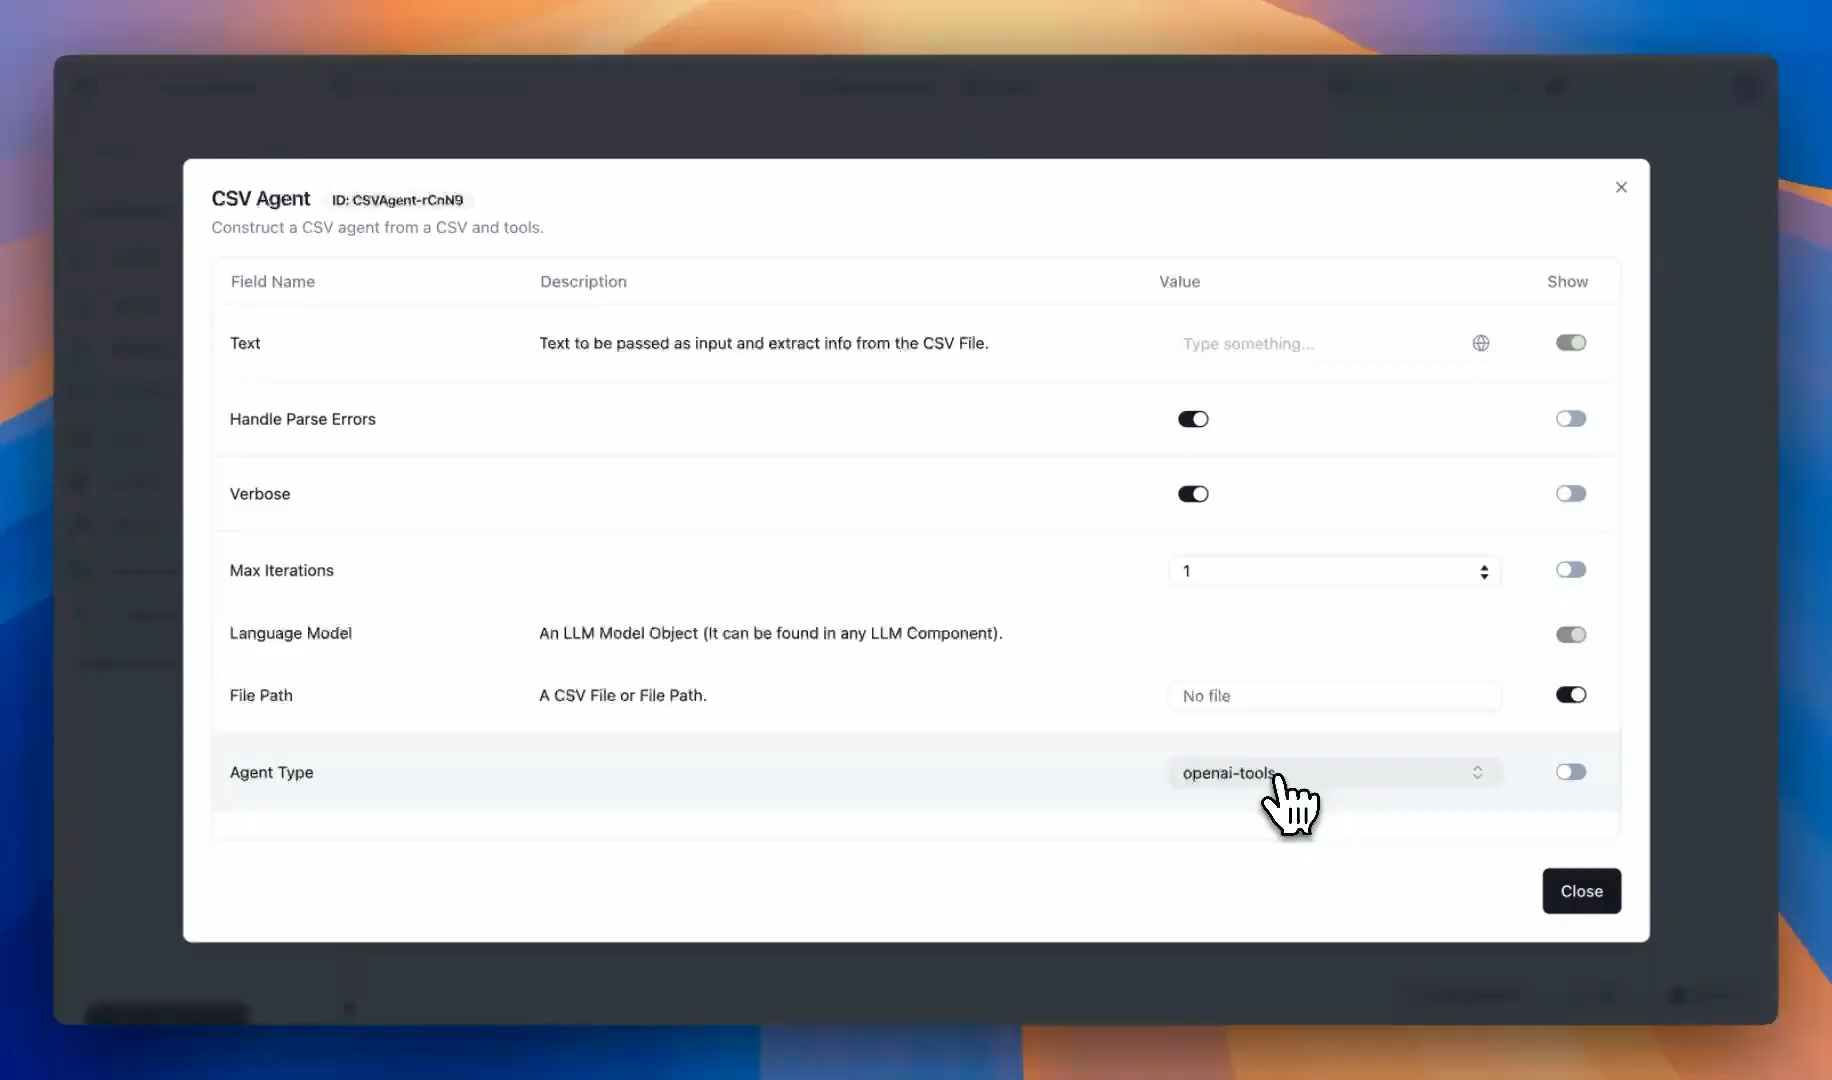 CSV Agent ID: CSVAgent-rCnN9
Construct a CSV agent from a CSV and tools.
Field Name Description Value Show
Text Text to be passed as input and extract info from the CSV File. Type something...
Handle Parse Errors
Verbose
Max Iterations 1
Language Model An LLM Model Object (It can be found in any LLM Component).
File Path A CSV File or File Path. No file
Agent Type openai-tools
Close